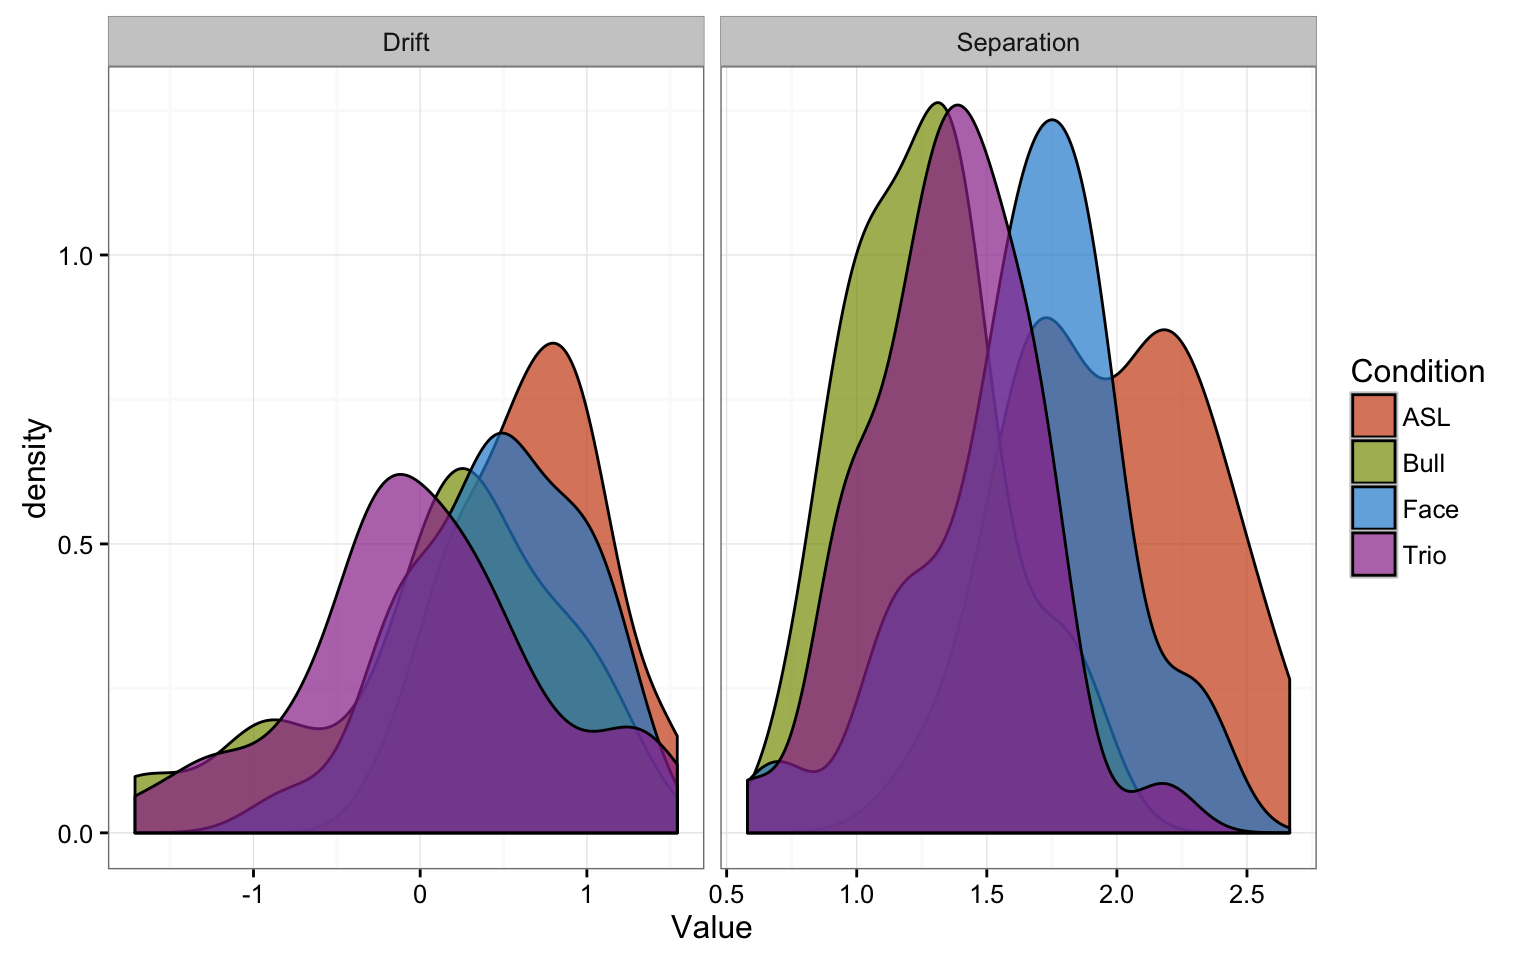 Drift
Separation
density
1.0
0.5
0.0
-1
0
1
0.5
1.0
1.5
2.0
2.5
Value
Condition
ASL
Bull
Face
Trio